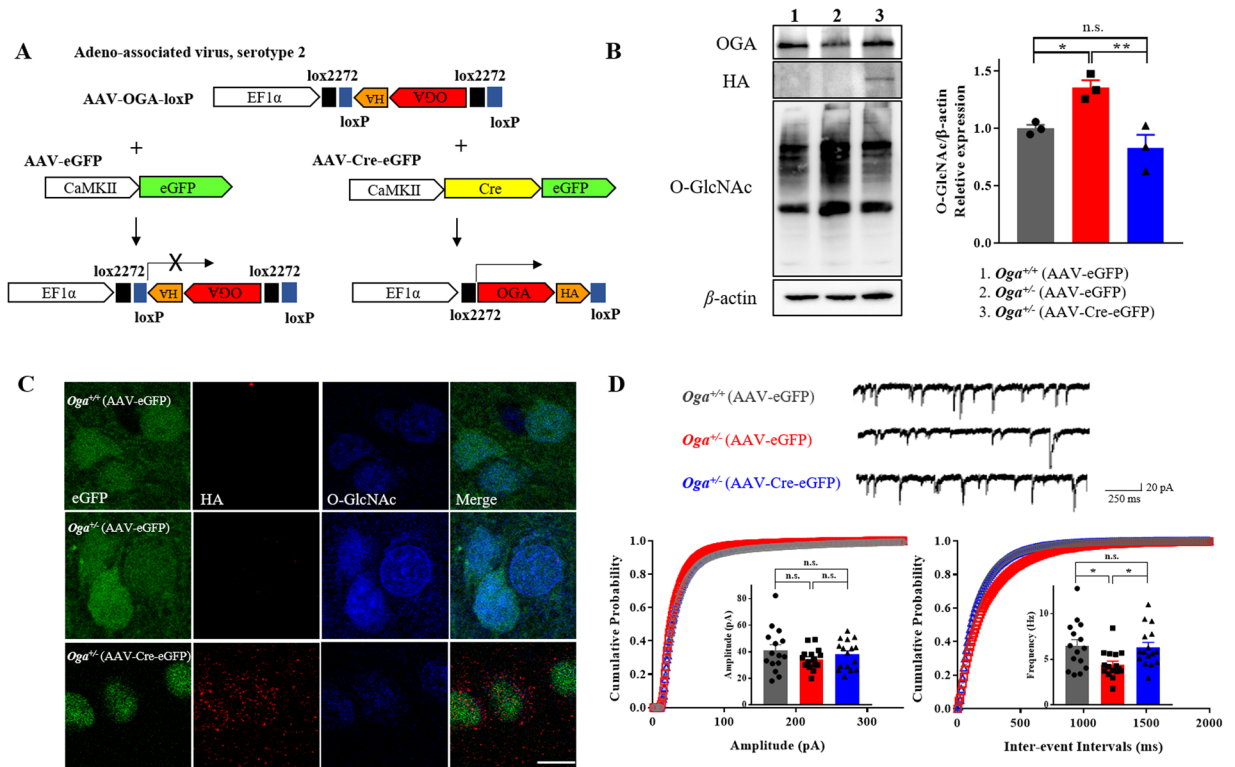 A
Adeno-associated virus, serotype 2
lox2272 lox2272
AAV-OGA-loxP
EF1α HA OGA
loxP loxP
+ +
AAV-eGFP AAV-Cre-eGFP
CaMKII eGFP CaMKII Cre eGFP
lox2272 X lox2272
EF1α HA OGA EF1α OGA HA
loxP loxP lox2272 loxP
B
1 2 3
OGA
HA
O-GlcNAc
β-actin
n.s.
* **
O-GlcNAc/β-actin
Reletive expression
1.5
1.0
0.5
0.0
1. Oga+/+ (AAV-eGFP)
2. Oga+/- (AAV-eGFP)
3. Oga+/- (AAV-Cre-eGFP)
C
Oga+/+ (AAV-eGFP)
eGFP HA O-GlcNAc Merge
Oga+/- (AAV-eGFP)
Oga+/- (AAV-Cre-eGFP)
D
Oga+/+ (AAV-eGFP)
Oga+/- (AAV-eGFP)
Oga+/- (AAV-Cre-eGFP)
20 pA
250 ms
Cumulative Probability
1.0
0.8
0.6
0.4
0.2
0.0
0 100 200 300
Amplitude (pA)
n.s.
n.s. n.s.
Amplitude (pA)
80
60
40
20
0
Cumulative Probability
1.0
0.8
0.6
0.4
0.2
0.0
0 500 1000 1500 2000
Inter-event Intervals (ms)
n.s.
* *
Frequency (Hz)
10
5
0